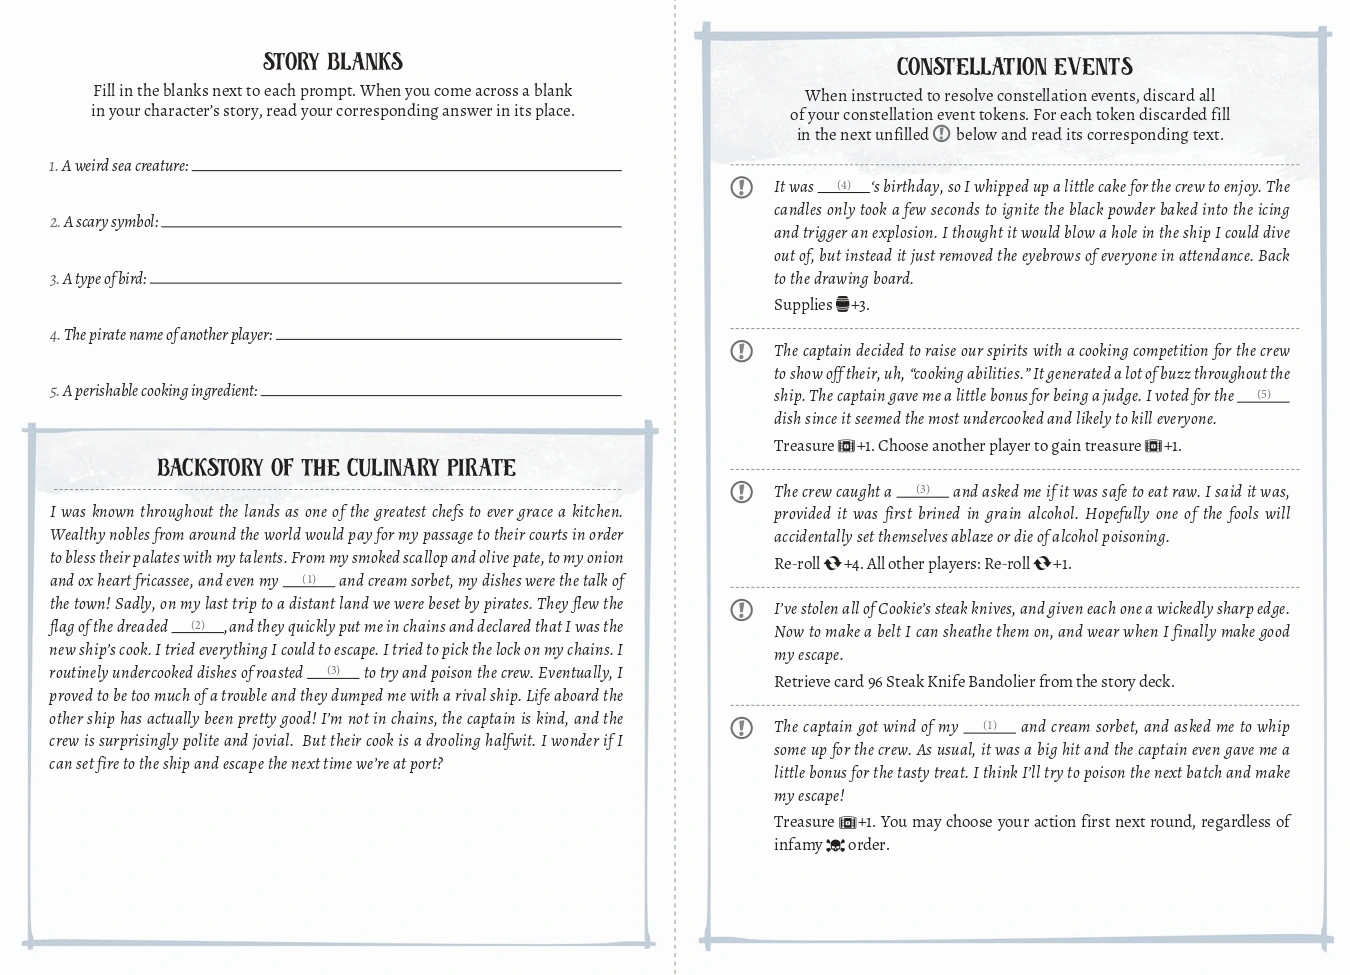 STORY BLANKS
Fill in the blanks next to each prompt. When you come across a blank
in your character's story, read your corresponding answer in its place.
1. A weird sea creature:
2. A scary symbol:
3. A type of bird:
4. The pirate name of another player:
5. A perishable cooking ingredient:
BACKSTORY OF THE CULINARY PIRATE
I was known throughout the lands as one of the greatest chefs to ever grace a kitchen.
Wealthy nobles from around the world would pay for my passage to their courts in order
to bless their palates with my talents. From my smoked scallop and olive pate, to my onion
and ox heart fricassee, and even my (1) and cream sorbet, my dishes were the talk of
the town! Sadly, on my last trip to a distant land we were beset by pirates. They flew the
flag of the dreaded (2), and they quickly put me in chains and declared that I was the
new ship's cook. I tried everything I could to escape. I tried to pick the lock on my chains. I
routinely undercooked dishes of roasted (3) to try and poison the crew. Eventually, I
proved to be too much of a trouble and they dumped me with a rival ship. Life aboard the
other ship has actually been pretty good! I'm not in chains, the captain is kind, and the
crew is surprisingly polite and jovial. But their cook is a drooling halfwit. I wonder if I
can set fire to the ship and escape the next time we're at port?
CONSTELLATION EVENTS
When instructed to resolve constellation events, discard all
of your constellation event tokens. For each token discarded fill
in the next unfilled ! below and read its corresponding text.
! It was (4) 's birthday, so I whipped up a little cake for the crew to enjoy. The
candles only took a few seconds to ignite the black powder baked into the icing
and trigger an explosion. I thought it would blow a hole in the ship I could dive
out of, but instead it just removed the eyebrows of everyone in attendance. Back
to the drawing board.
Supplies +3.
! The captain decided to raise our spirits with a cooking competition for the crew
to show off their, uh, "cooking abilities." It generated a lot of buzz throughout the
ship. The captain gave me a little bonus for being a judge. I voted for the (5)
dish since it seemed the most undercooked and likely to kill everyone.
Treasure +1. Choose another player to gain treasure +1.
! The crew caught a (3) and asked me if it was safe to eat raw. I said it was,
provided it was first brined in grain alcohol. Hopefully one of the fools will
accidentally set themselves ablaze or die of alcohol poisoning.
Re-roll +4. All other players: Re-roll +1.
! I've stolen all of Cookie's steak knives, and given each one a wickedly sharp edge.
Now to make a belt I can sheathe them on, and wear when I finally make good
my escape.
Retrieve card 96 Steak Knife Bandolier from the story deck.
! The captain got wind of my (1) and cream sorbet, and asked me to whip
some up for the crew. As usual, it was a big hit and the captain even gave me a
little bonus for the tasty treat. I think I'll try to poison the next batch and make
my escape!
Treasure +1. You may choose your action first next round, regardless of
infamy order.